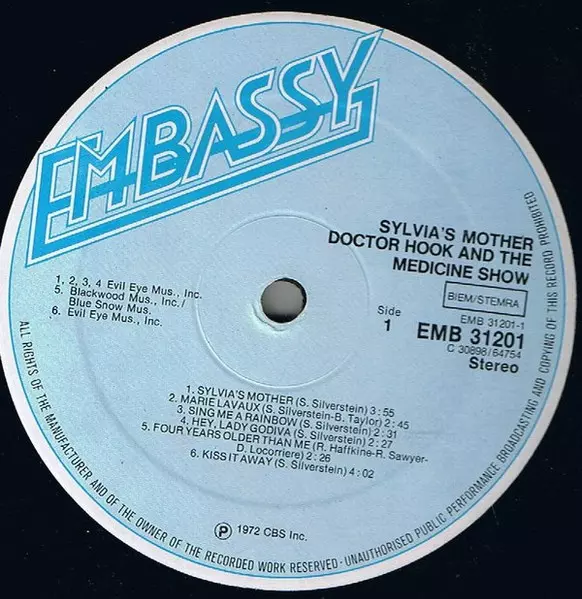 EMBASSY
SYLVIA'S MOTHER
DOCTOR HOOK AND THE
MEDICINE SHOW
1, 2, 3, 4 Evil Eye Mus., Inc.
5. Blackwood Mus., Inc./
Blue Snow Mus.
6. Evil Eye Mus., Inc.
BIEM/STEMRA
EMB 31201-1
Side
1
EMB 31201
C 30898/64754
Stereo
1. SYLVIA'S MOTHER (S. Silverstein) 3:55
2. MARIE LAVAUX (S. Silverstein-B. Taylor) 2:45
3. SING ME A RAINBOW (S. Silverstein) 2:31
4. HEY, LADY GODIVA (S. Silverstein) 2:27
5. FOUR YEARS OLDER THAN ME (R. Haffkine-R. Sawyer-
D. Locorriere) 2:26
6. KISS IT AWAY (S. Silverstein) 4:02
P 1972 CBS Inc.
ALL RIGHTS OF THE MANUFACTURER AND OF THE OWNER OF THE RECORDED WORK RESERVED - UNAUTHORISED PUBLIC PERFORMANCE BROADCASTING AND COPYING OF THIS RECORD PROHIBITED